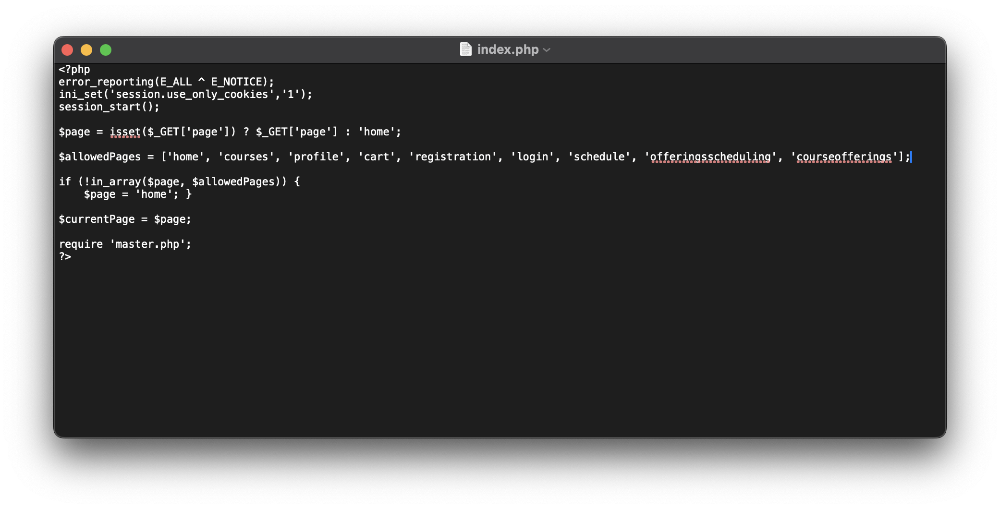 index.php
<?php
error_reporting(E_ALL ^ E_NOTICE);
ini_set('session.use_only_cookies','1');
session_start();
$page = isset($_GET['page']) ? $_GET['page'] : 'home';
$allowedPages = ['home', 'courses', 'profile', 'cart', 'registration', 'login', 'schedule', 'offeringsscheduling', 'courseofferings'];
if (!in_array($page, $allowedPages)) {
    $page = 'home'; }
$currentPage = $page;
require 'master.php';
?>